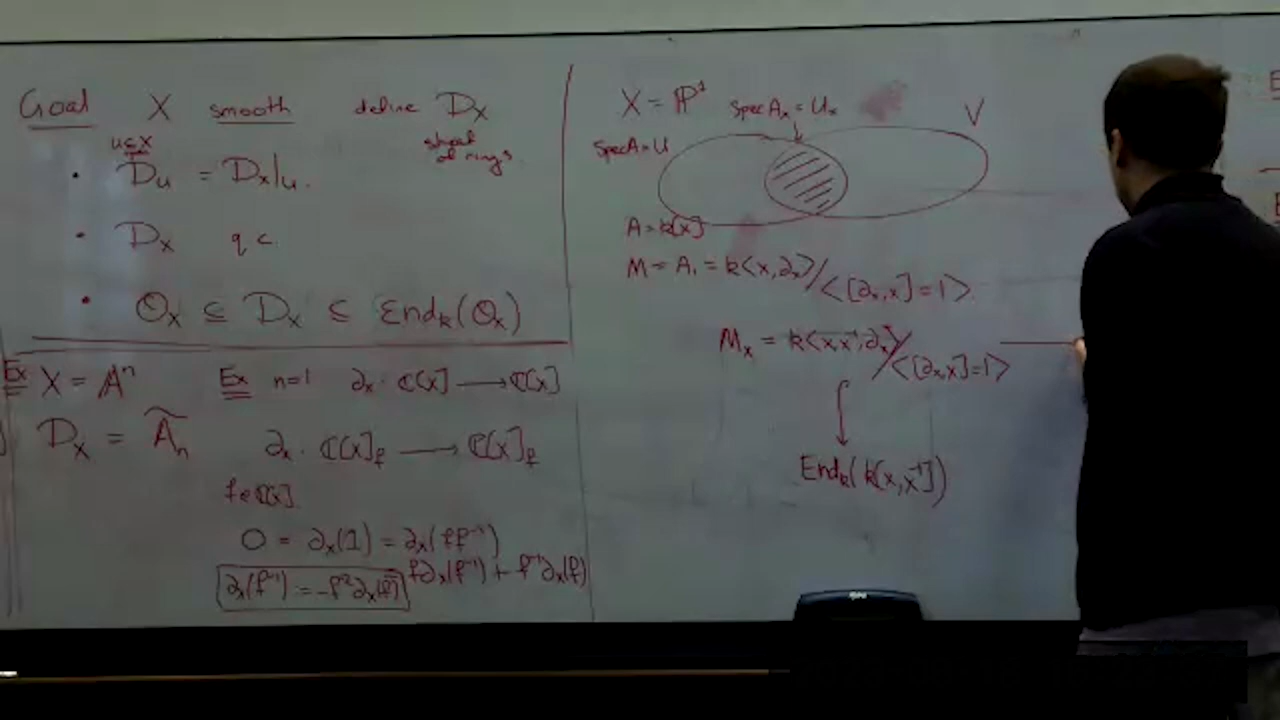 Goal X smooth define D_X
sheaf of rings
U⊆X
• D_U = D_X|_U.
• D_X qc
• O_X ⊆ D_X ⊆ End_k(O_X)
Ex X = A^n
D_X = Ã_n
Ex n=1 ∂_x : C[x] → C[x]
∂_x : C[x]_f → C[x]_f
f∈C[x]
0 = ∂_x(1) = ∂_x(ff^{-1})
f∂_x(f^{-1}) + f^{-1}∂_x(f)
∂_x(f^{-1}) = -f^{-2}∂_x(f)
X = P^1 Spec A_x = U_x V
Spec A = U
A = k[x]
M = A_1 = k<x,∂_x>/<[∂_x,x]=1>
M_x = k<x,x^{-1},∂_x>/<[∂_x,x]=1>
End_k(k[x,x^{-1}])